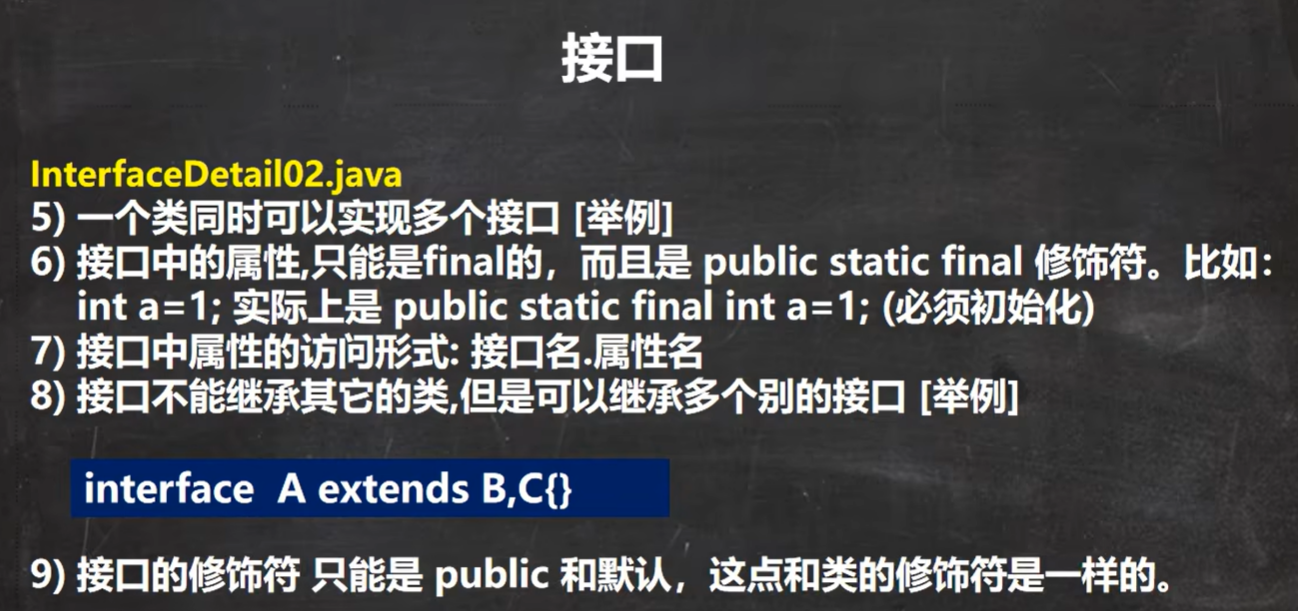 接口
InterfaceDetail02.java
5) 一个类同时可以实现多个接口 [举例]
6) 接口中的属性,只能是final的，而且是 public static final 修饰符。比如：
int a=1; 实际上是 public static final int a=1; (必须初始化)
7) 接口中属性的访问形式: 接口名.属性名
8) 接口不能继承其它的类,但是可以继承多个别的接口 [举例]
interface A extends B,C{}
9) 接口的修饰符 只能是 public 和默认，这点和类的修饰符是一样的。